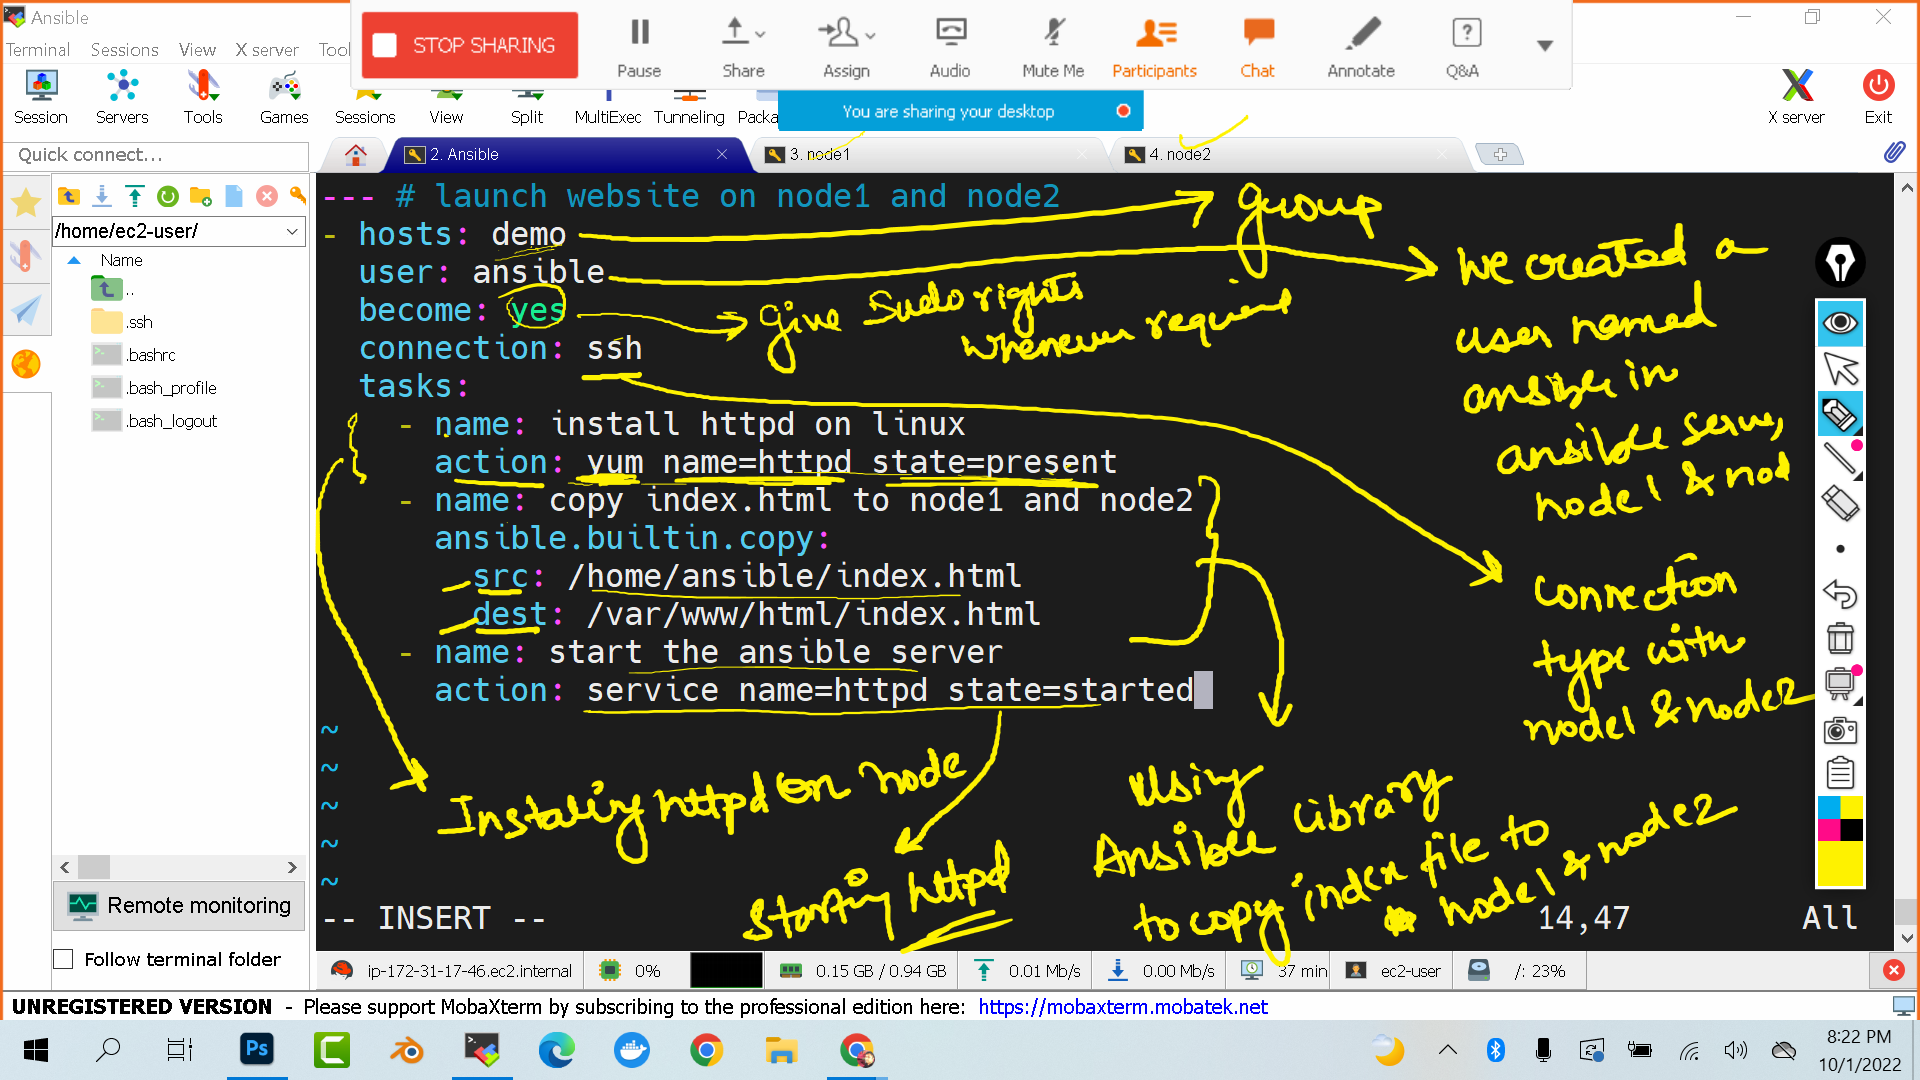 Ansible
Terminal Sessions View X server Tool
STOP SHARING
Pause Share Assign Audio Mute Me Participants Chat Annotate Q&A
Session Servers Tools Games Sessions View Split MultiExec Tunneling Packa X server Exit
You are sharing your desktop
Quick connect...
2. Ansible
3. node1
4. node2
/home/ec2-user/
Name
..
.ssh
.bashrc
.bash_profile
.bash_logout
--- # launch website on node1 and node2
- hosts: demo
user: ansible
become: yes
connection: ssh
tasks:
- name: install httpd on linux
action: yum name=httpd state=present
- name: copy index.html to node1 and node2
ansible.builtin.copy:
src: /home/ansible/index.html
dest: /var/www/html/index.html
- name: start the ansible server
action: service name=httpd state=started
~
~
~
~
~
-- INSERT --
14,47 All
group
We created a
user named
ansible in
ansible
node1 & nod
give Sudo rights
whenever
Connection
type with
node1 & node2
httpd on node
httpd
Using
Ansible library
to copy index file to
node1 & node2
Remote monitoring
Follow terminal folder
ip-172-31-17-46.ec2.internal 0% 0.15 GB / 0.94 GB 0.01 Mb/s 0.00 Mb/s 37 min ec2-user /: 23%
UNREGISTERED VERSION - Please support MobaXterm by subscribing to the professional edition here: https://mobaxterm.mobatek.net
Ps
8:22 PM
10/1/2022